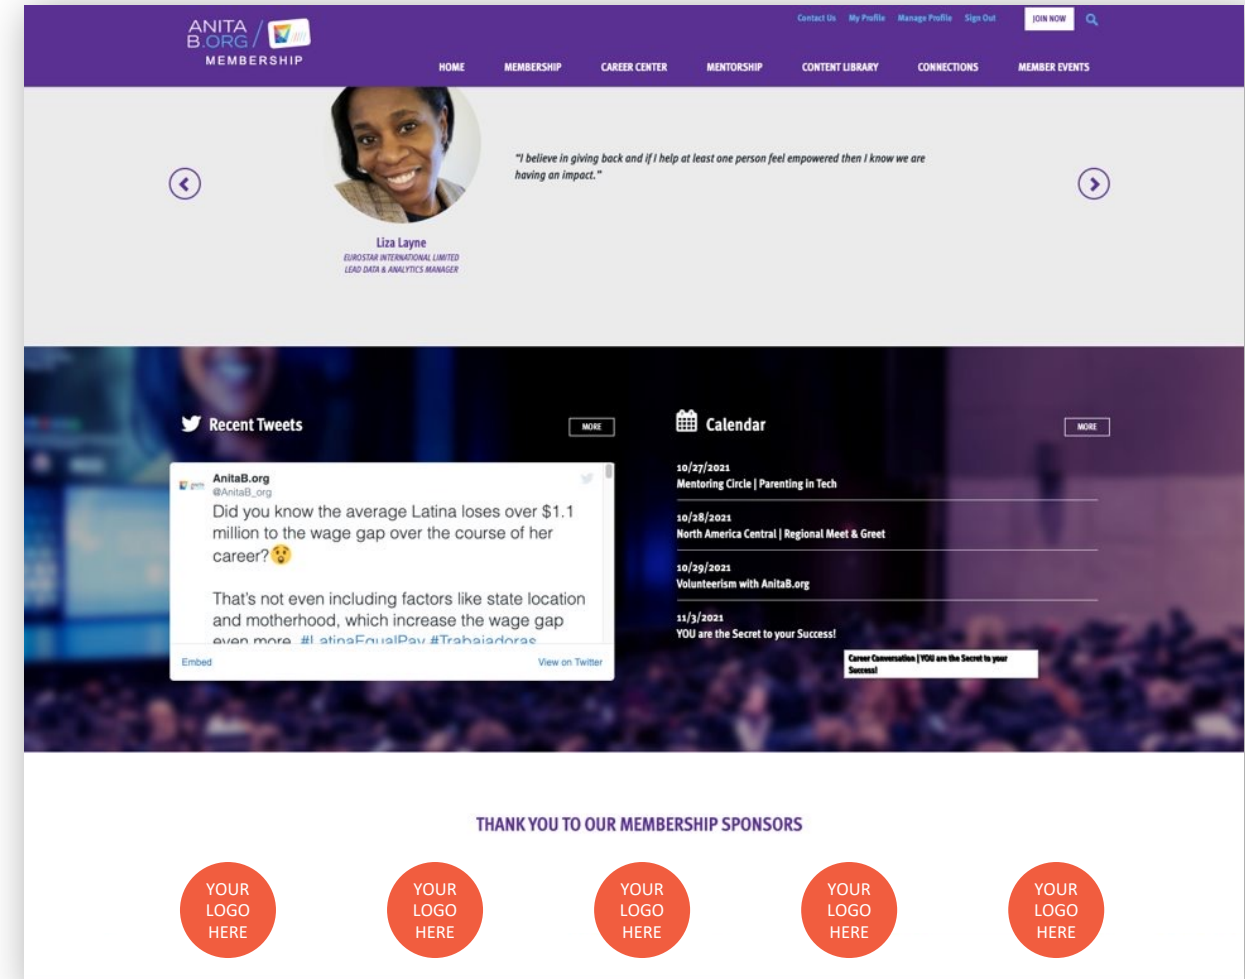 ANITA
B.ORG /
MEMBERSHIP
Contact Us My Profile Manage Profile Sign Out JOIN NOW
HOME MEMBERSHIP CAREER CENTER MENTORSHIP CONTENT LIBRARY CONNECTIONS MEMBER EVENTS
"I believe in giving back and if I help at least one person feel empowered then I know we are
having an impact."
Liza Layne
EUROSTAR INTERNATIONAL LIMITED
LEAD DATA & ANALYTICS MANAGER
Recent Tweets MORE
AnitaB.org
@AnitaB_org
Did you know the average Latina loses over $1.1
million to the wage gap over the course of her
career?😲
That's not even including factors like state location
and motherhood, which increase the wage gap
even more. #LatinaEqualPay #Trabajadoras
Embed View on Twitter
Calendar MORE
10/27/2021
Mentoring Circle | Parenting in Tech
10/28/2021
North America Central | Regional Meet & Greet
10/29/2021
Volunteerism with AnitaB.org
11/3/2021
YOU are the Secret to your Success!
Career Conversation | YOU are the Secret to your
Success!
THANK YOU TO OUR MEMBERSHIP SPONSORS
YOUR
LOGO
HERE
YOUR
LOGO
HERE
YOUR
LOGO
HERE
YOUR
LOGO
HERE
YOUR
LOGO
HERE